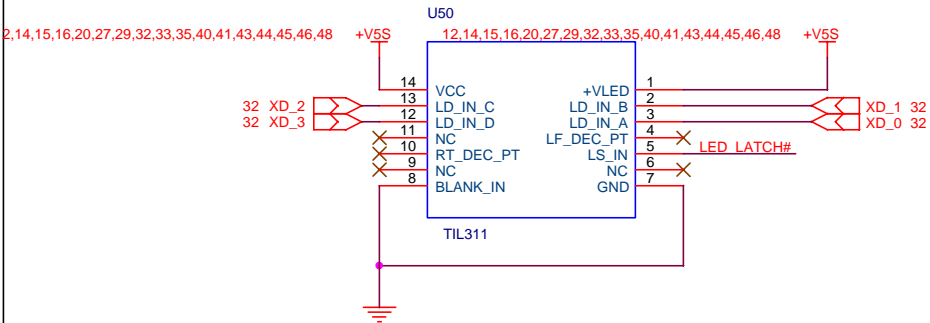 U50
2,14,15,16,20,27,29,32,33,35,40,41,43,44,45,46,48 +V5S
12,14,15,16,20,27,29,32,33,35,40,41,43,44,45,46,48 +V5S
14 VCC +VLED 1
32 XD_2 13 LD_IN_C LD_IN_B 2 XD_1 32
32 XD_3 12 LD_IN_D LD_IN_A 3 XD_0 32
11 NC LF_DEC_PT 4
10 RT_DEC_PT LS_IN 5 LED_LATCH#
9 NC NC 6
8 BLANK_IN GND 7
TIL311